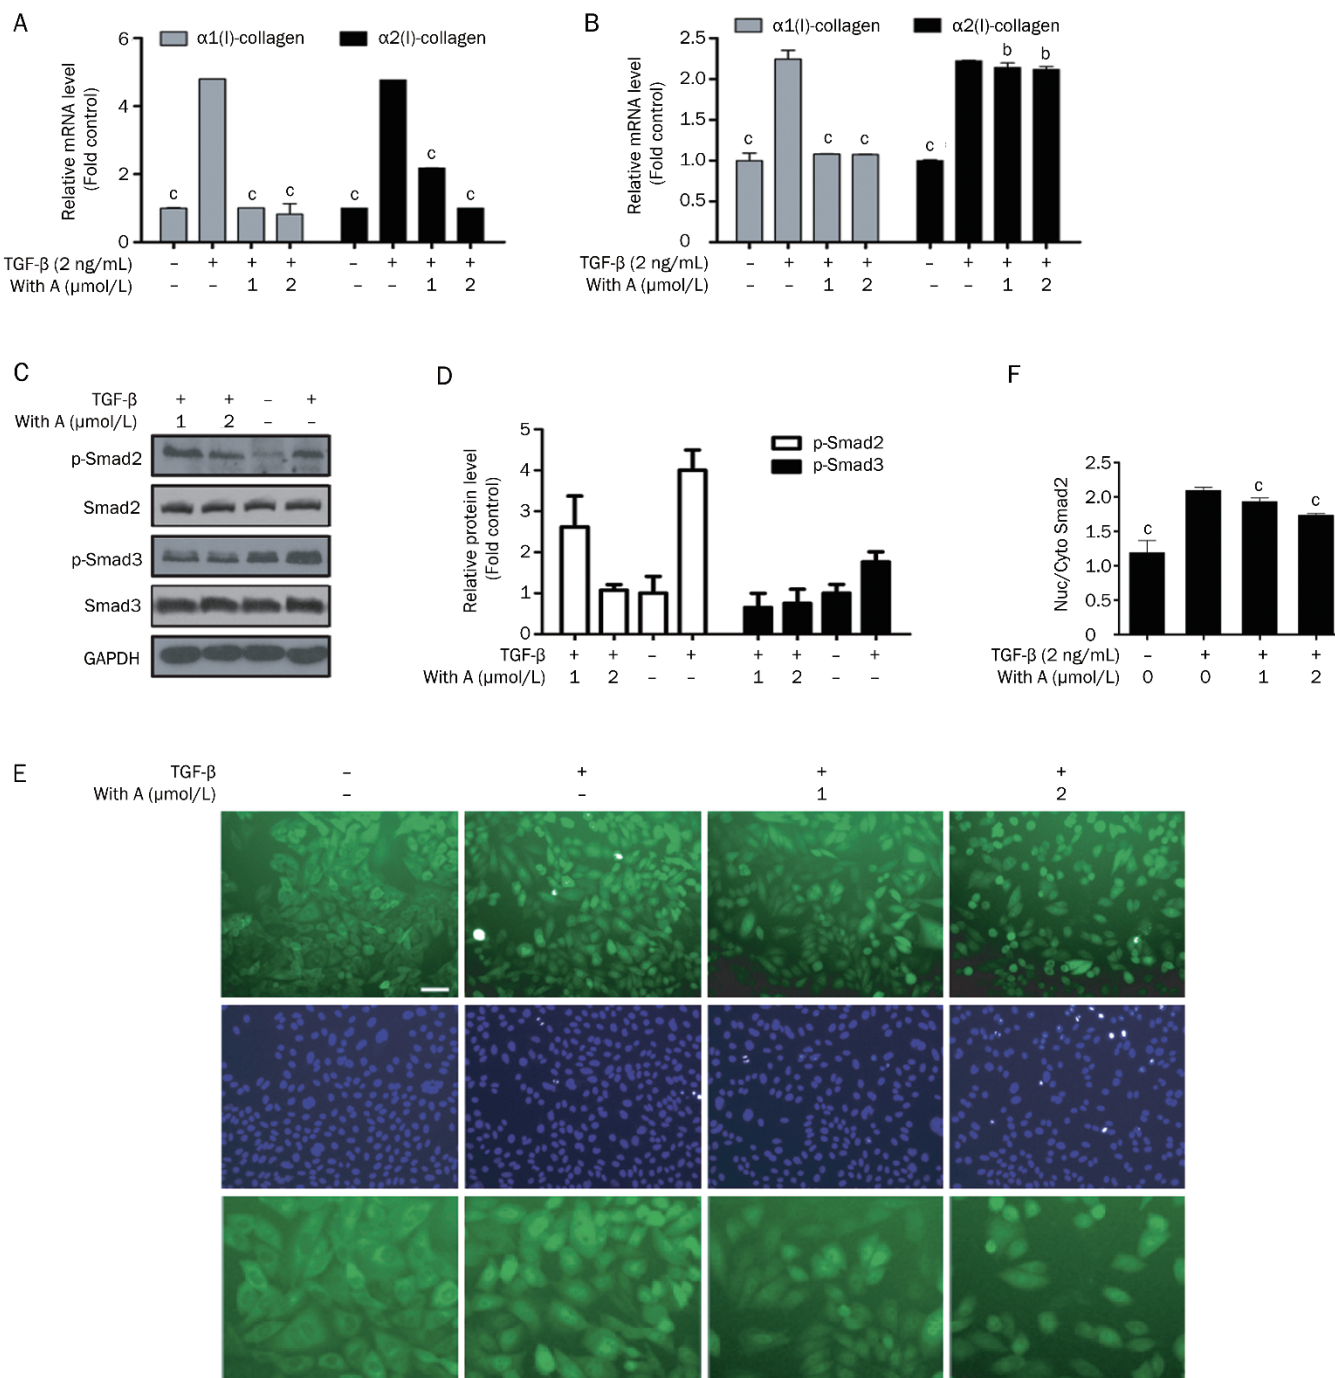 A
α1(I)-collagen α2(I)-collagen
Relative mRNA level
(Fold control)
6
4
2
0
c c c c c c
TGF-β (2 ng/mL) – + + + – + + +
With A (μmol/L) – – 1 2 – – 1 2
B
α1(I)-collagen α2(I)-collagen
Relative mRNA level
(Fold control)
2.5
2.0
1.5
1.0
0.5
0
c c c c b b
TGF-β (2 ng/mL) – + + + – + + +
With A (μmol/L) – – 1 2 – – 1 2
C
TGF-β + + – +
With A (μmol/L) 1 2 – –
p-Smad2
Smad2
p-Smad3
Smad3
GAPDH
D
p-Smad2
p-Smad3
Relative protein level
(Fold control)
5
4
3
2
1
0
TGF-β + + – + + + – +
With A (μmol/L) 1 2 – – 1 2 – –
F
Nuc/Cyto Smad2
2.5
2.0
1.5
1.0
0.5
0
c c c
TGF-β (2 ng/mL) – + + +
With A (μmol/L) 0 0 1 2
E
TGF-β – + + +
With A (μmol/L) – – 1 2